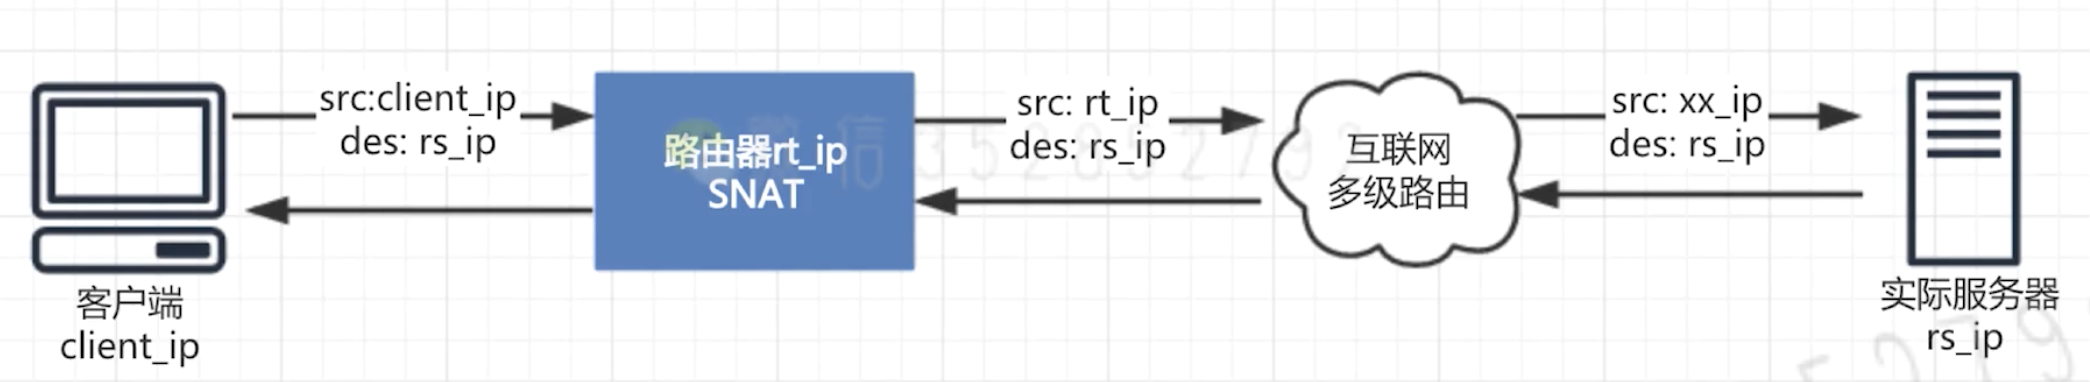 src:client_ip
des: rs_ip
路由器rt_ip
SNAT
src: rt_ip
des: rs_ip
互联网
多级路由
src: xx_ip
des: rs_ip
客户端
client_ip
实际服务器
rs_ip